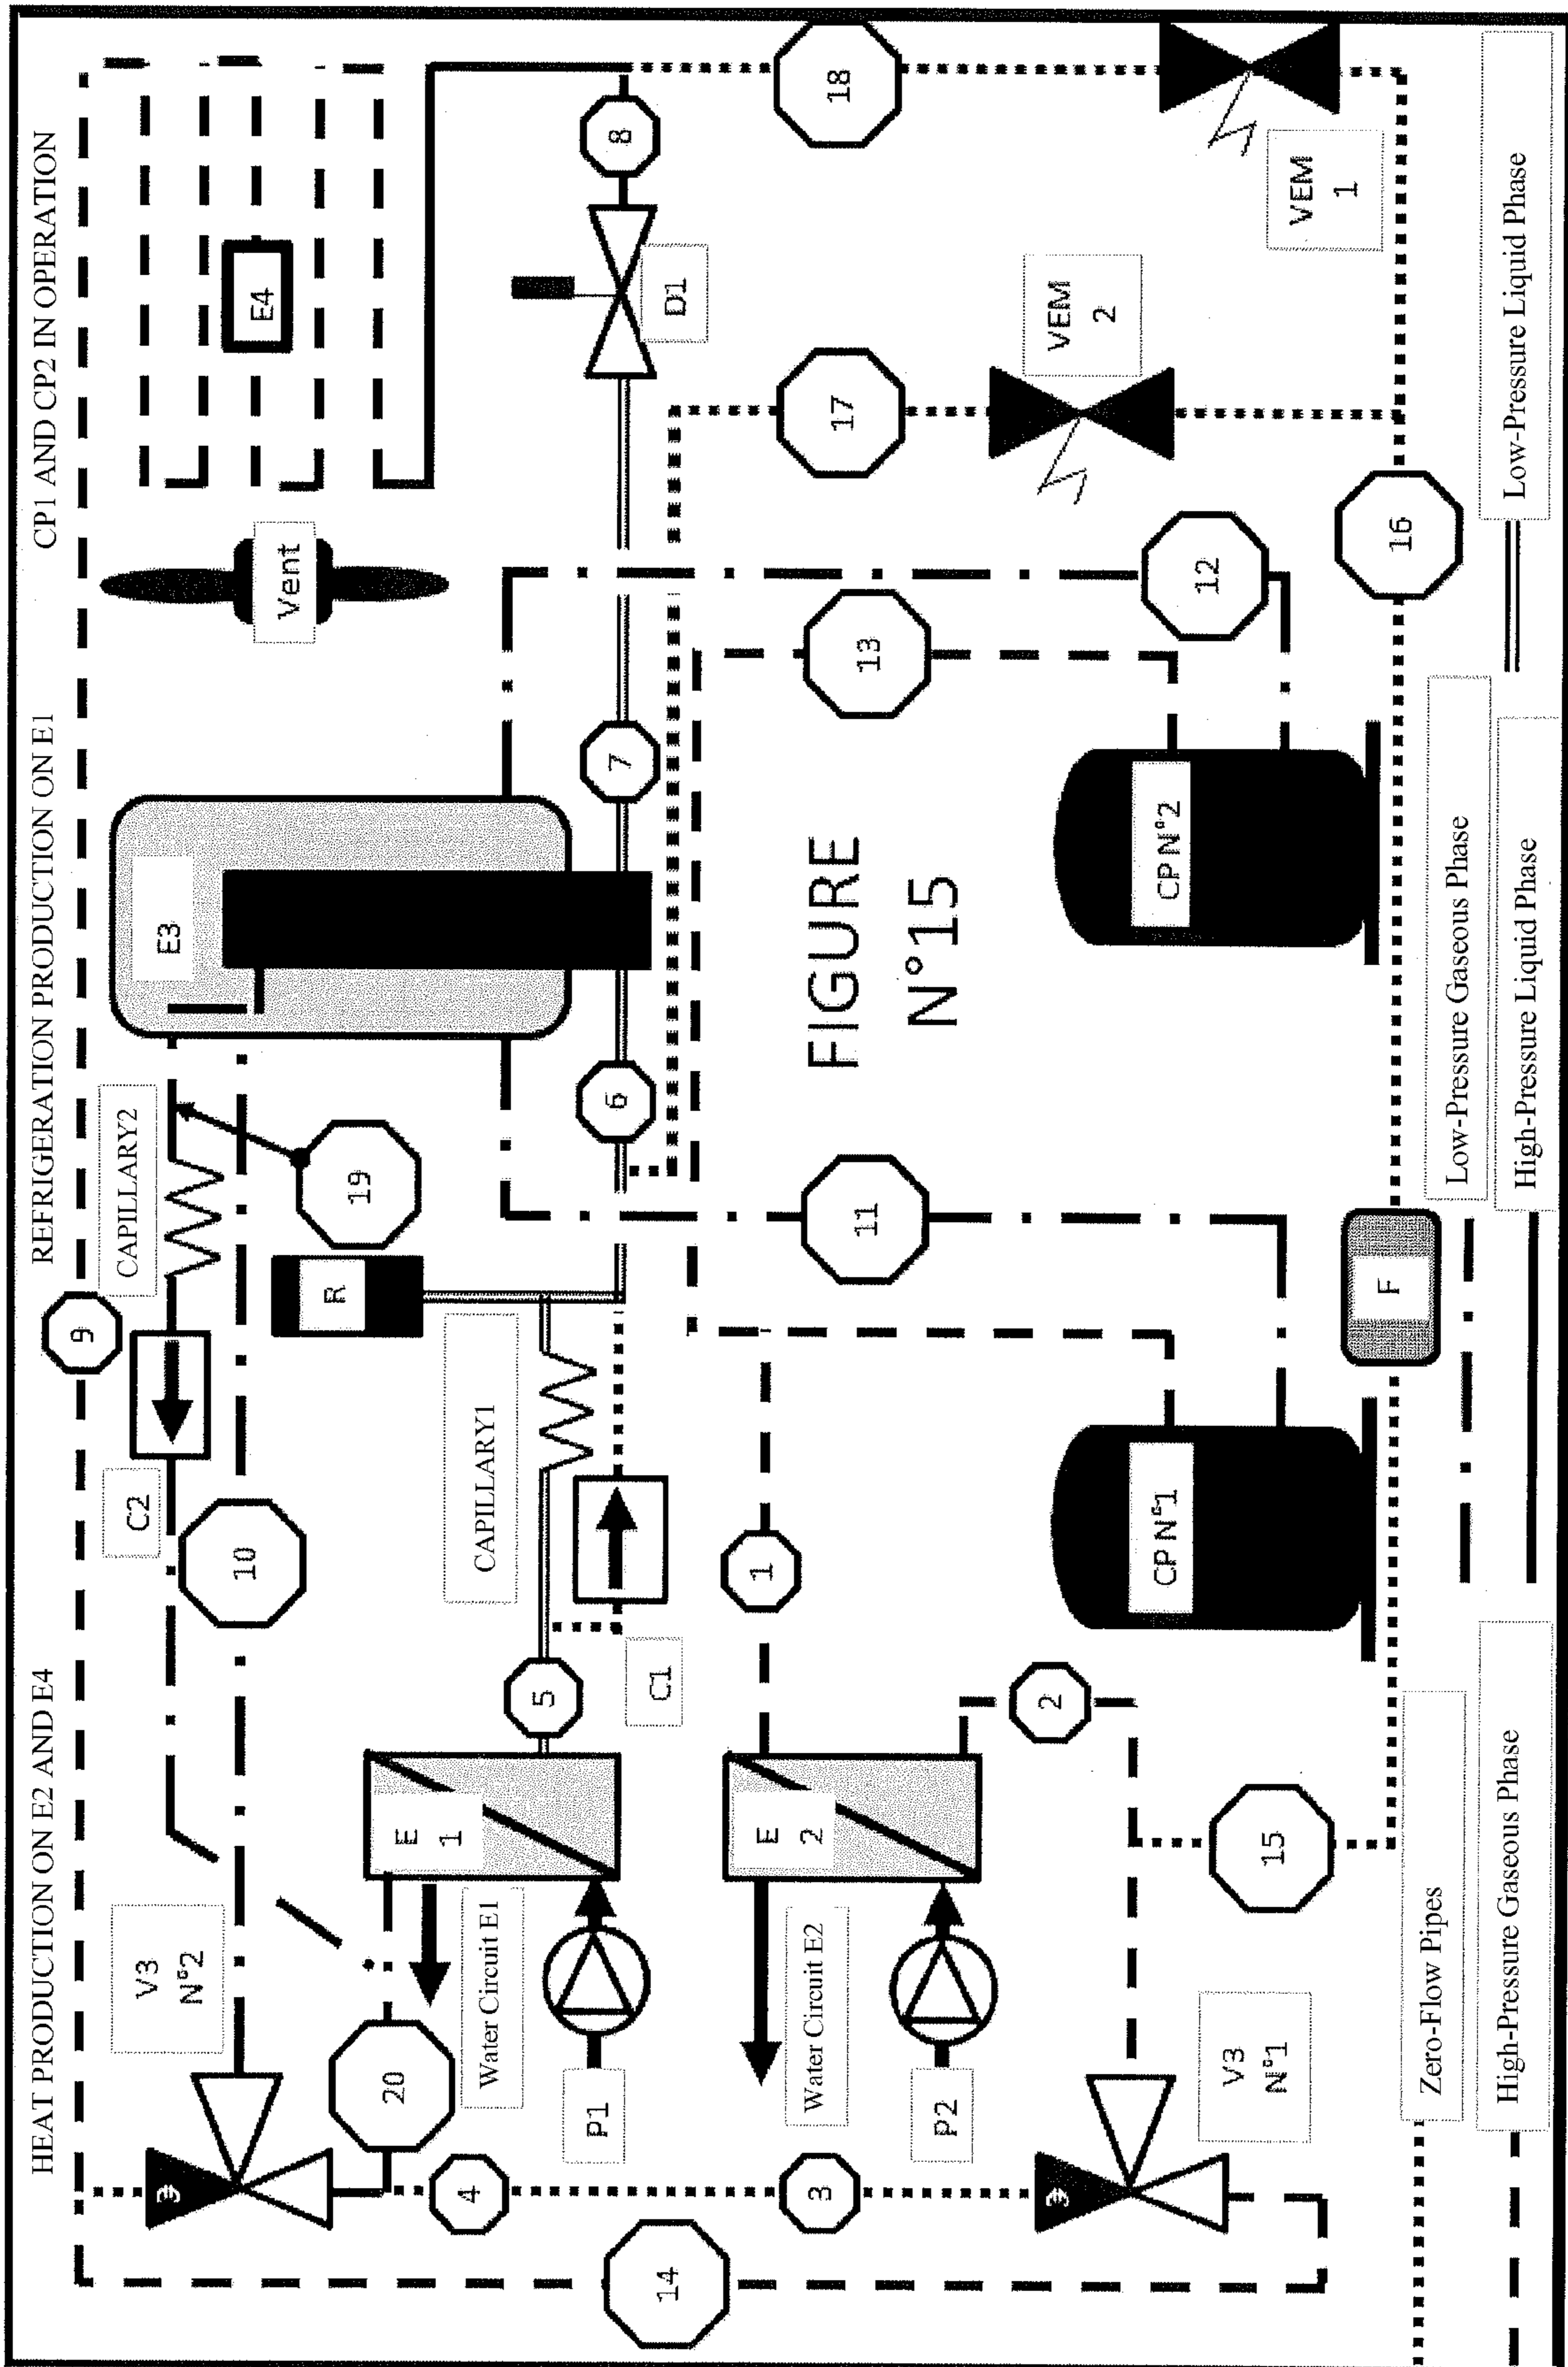 HEAT PRODUCTION ON E2 AND E4
REFRIGERATION PRODUCTION ON E1
CP1 AND CP2 IN OPERATION
9
C2
CAPILLARY2
E3
Vent
E4
V3
N°2
10
19
R
20
E
1
Water Circuit E1
P1
5
C1
CAPILLARY1
6
7
D1
8
4
3
14
E
2
Water Circuit E2
P2
1
2
11
FIGURE
N°15
13
12
17
18
VEM
2
VEM
1
V3
N°1
15
CP N°1
CP N°2
F
16
Zero-Flow Pipes
Low-Pressure Gaseous Phase
High-Pressure Gaseous Phase
High-Pressure Liquid Phase
Low-Pressure Liquid Phase